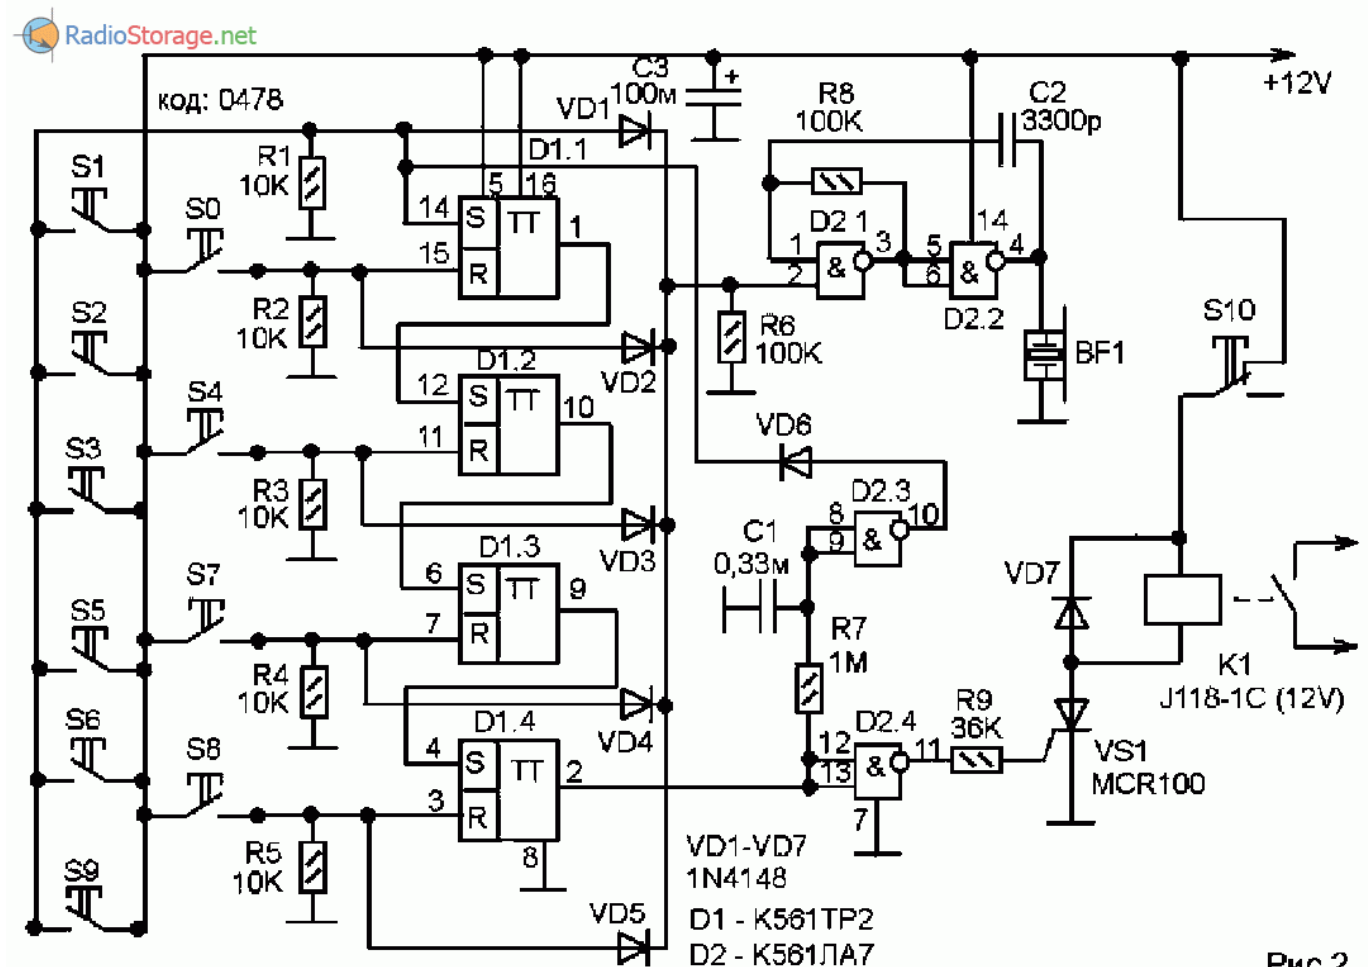 RadioStorage.net
+12V
код: 0478
C3
100м
+
VD1
R8
100K
C2
3300p
S1
R1
10K
D1.1
5
16
S0
14
S
TT
1
15
R
D2 1
1
2
&
3
5
6
14
&
4
D2.2
S2
R2
10K
R6
100K
BF1
S10
VD2
D1.2
S4
12
S
TT
10
11
R
S3
VD6
R3
10K
VD3
D2.3
8
9
&
10
C1
0,33м
D1.3
S7
6
S
TT
9
7
R
VD7
S5
R7
1M
R4
10K
K1
J118-1C (12V)
S6
VD4
D1.4
S8
4
S
TT
2
3
R
D2.4
12
13
&
11
7
R9
36K
VS1
MCR100
R5
10K
8
S9
VD5
VD1-VD7
1N4148
D1 - К561ТР2
D2 - К561ЛА7
Рис.2